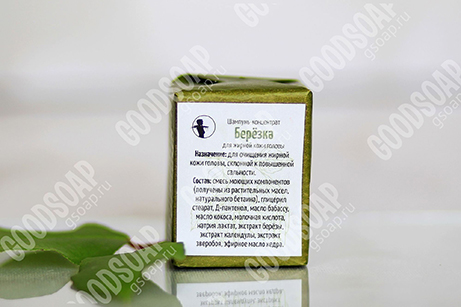 Шампунь-концентрат
Берёзка
для жирной кожи головы
Назначение: для очищения жирной
кожи головы, склонной к повышенной
сальности.
Состав: смесь моющих компонентов
(получены из растительных масел,
натурального бетаина), глицерил
стеарат, Д-пантенол, масло бабассу,
масло кокоса, молочная кислота,
натрия лактат, экстракт берёзы,
экстракт календулы, экстракт
зверобоя, эфирное масло кедра.
GOODSOAP
gsoap.ru